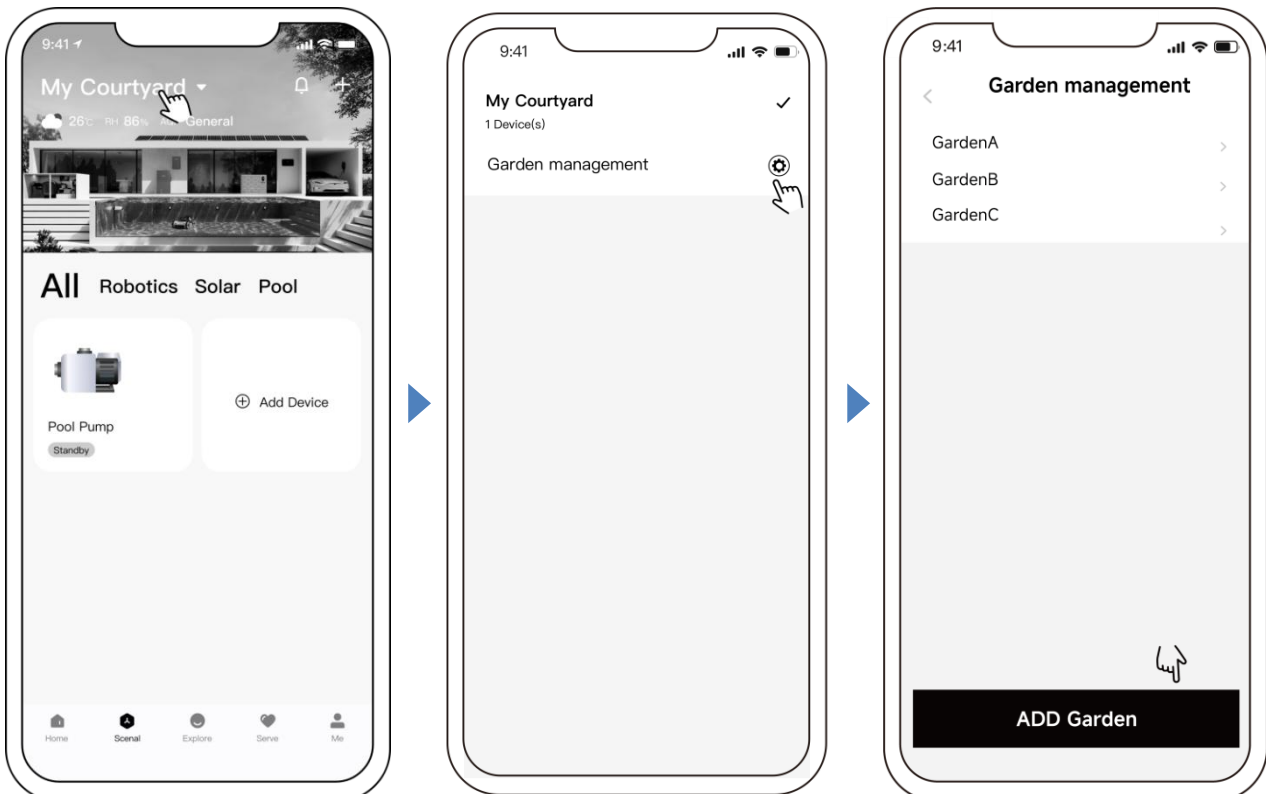 9:41
My Courtyard
26°C RH 86% General
All Robotics Solar Pool
Pool Pump
Standby
Add Device
Home Scenal Explore Serve Me
9:41
My Courtyard
1 Device(s)
Garden management
9:41
Garden management
GardenA
GardenB
GardenC
ADD Garden